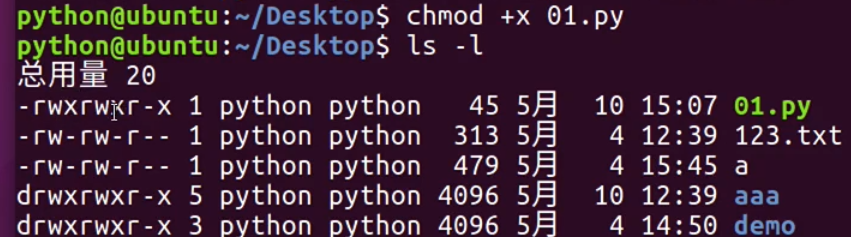 python@ubuntu:~/Desktop$ chmod +x 01.py
python@ubuntu:~/Desktop$ ls -l
总用量 20
-rwxrwxr-x 1 python python   45 5月  10 15:07 01.py
-rw-rw-r-- 1 python python  313 5月   4 12:39 123.txt
-rw-rw-r-- 1 python python  479 5月   4 15:45 a
drwxrwxr-x 5 python python 4096 5月  10 12:39 aaa
drwxrwxr-x 3 python python 4096 5月   4 14:50 demo